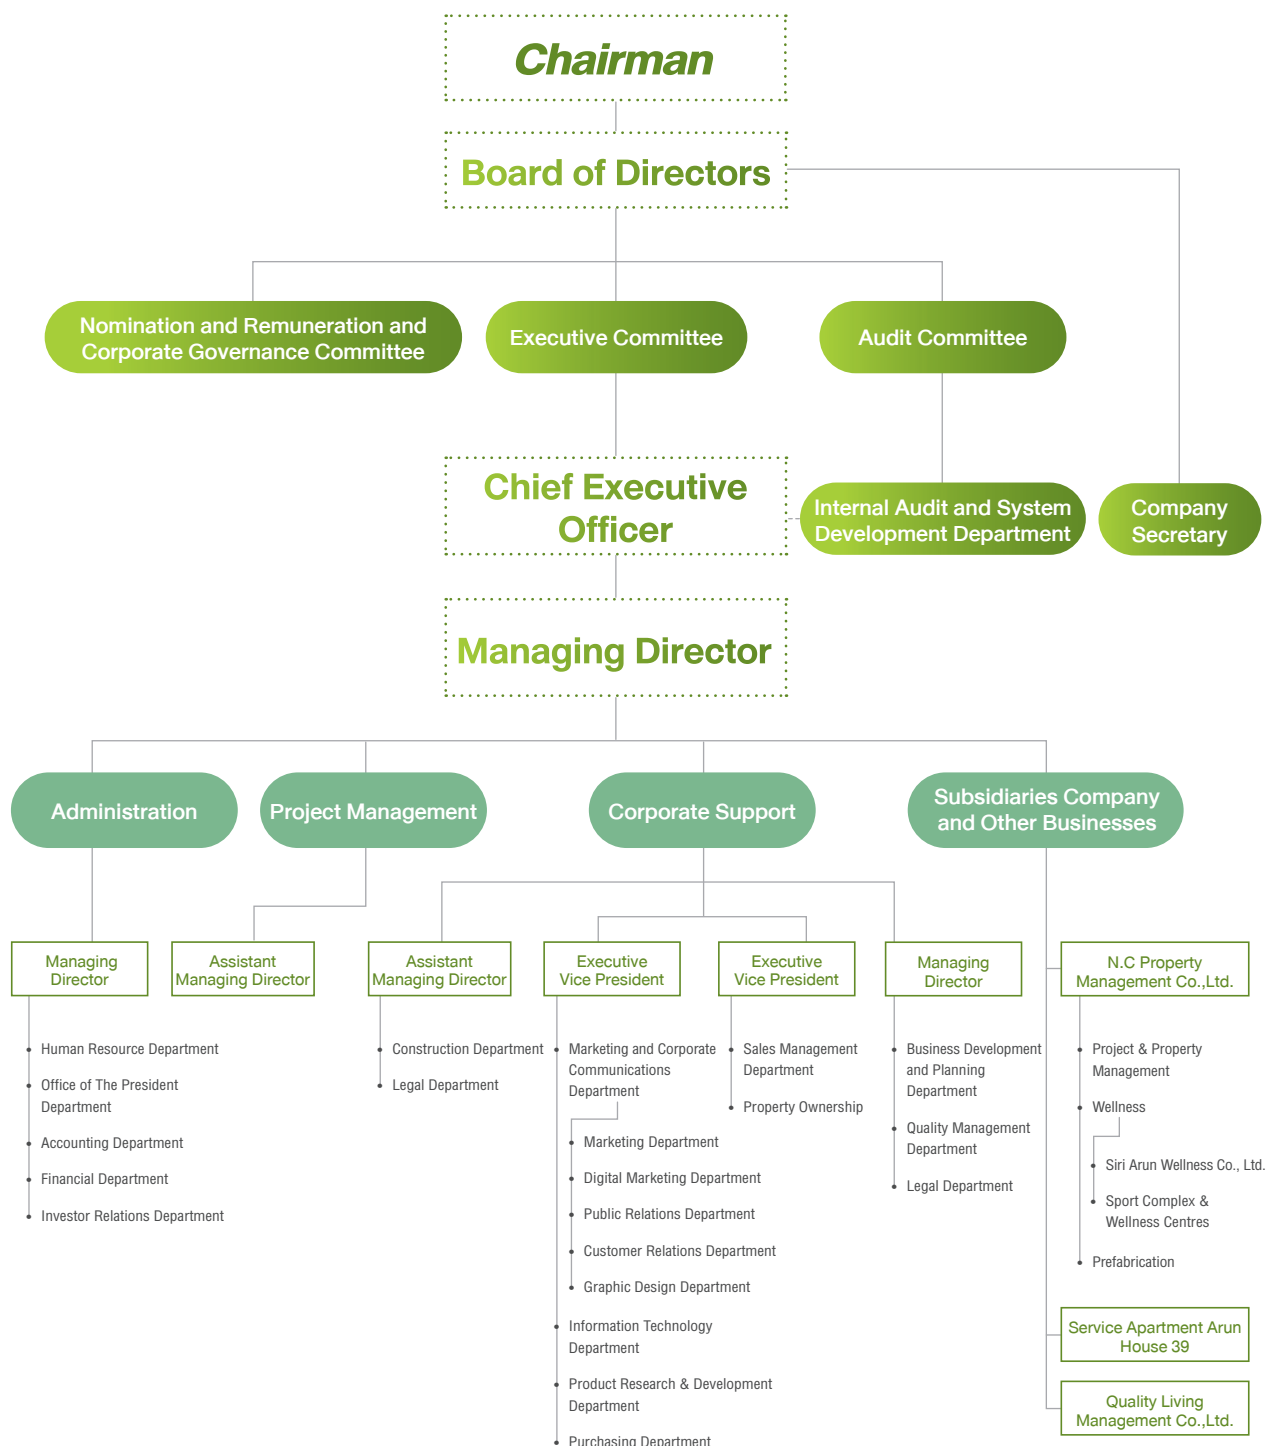 Chairman
Board of Directors
Nomination and Remuneration and
Corporate Governance Committee
Executive Committee
Audit Committee
Chief Executive
Officer
Internal Audit and System
Development Department
Company
Secretary
Managing Director
Administration
Project Management
Corporate Support
Subsidiaries Company
and Other Businesses
Managing
Director
Human Resource Department
Office of The President
Department
Accounting Department
Financial Department
Investor Relations Department
Assistant
Managing Director
Assistant
Managing Director
Construction Department
Legal Department
Executive
Vice President
Marketing and Corporate
Communications
Department
Marketing Department
Digital Marketing Department
Public Relations Department
Customer Relations Department
Graphic Design Department
Information Technology
Department
Product Research & Development
Department
Purchasing Department
Executive
Vice President
Sales Management
Department
Property Ownership
Managing
Director
Business Development
and Planning
Department
Quality Management
Department
Legal Department
N.C Property
Management Co.,Ltd.
Project & Property
Management
Wellness
Siri Arun Wellness Co., Ltd.
Sport Complex &
Wellness Centres
Prefabrication
Service Apartment Arun
House 39
Quality Living
Management Co.,Ltd.